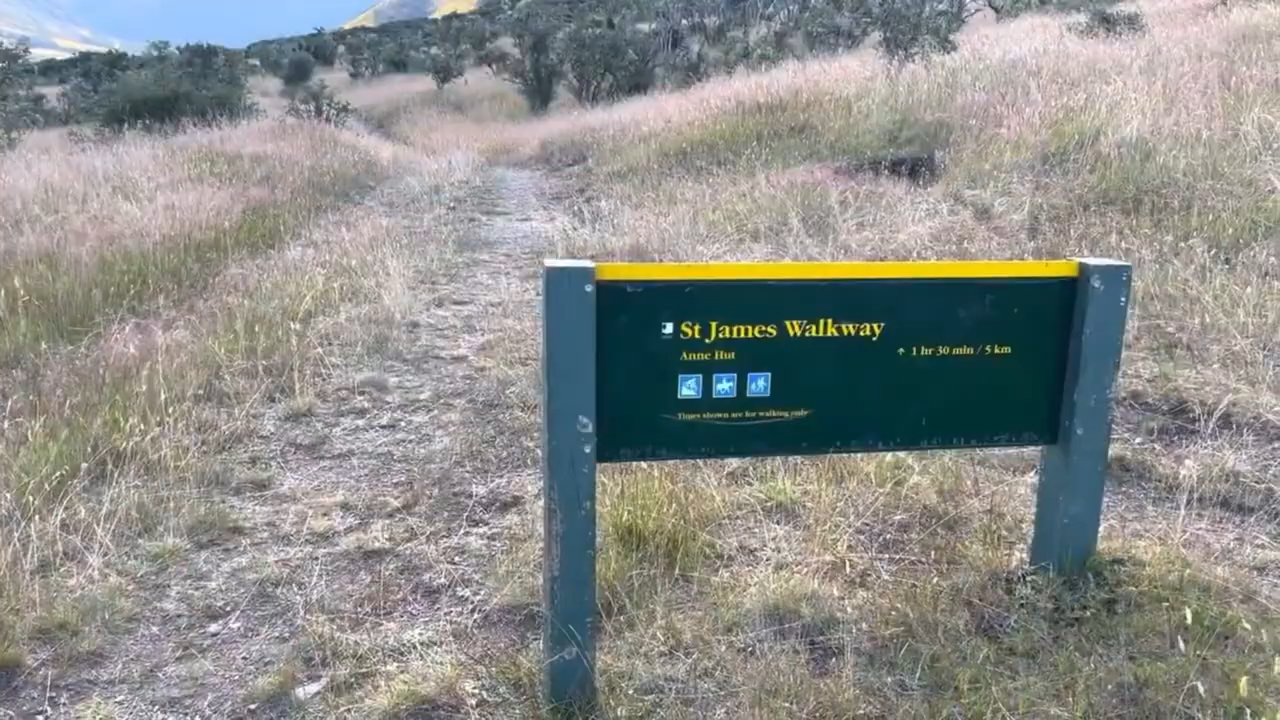 St James Walkway
Anne Hut ↑ 1 hr 30 min / 5 km
Times shown are for walking only